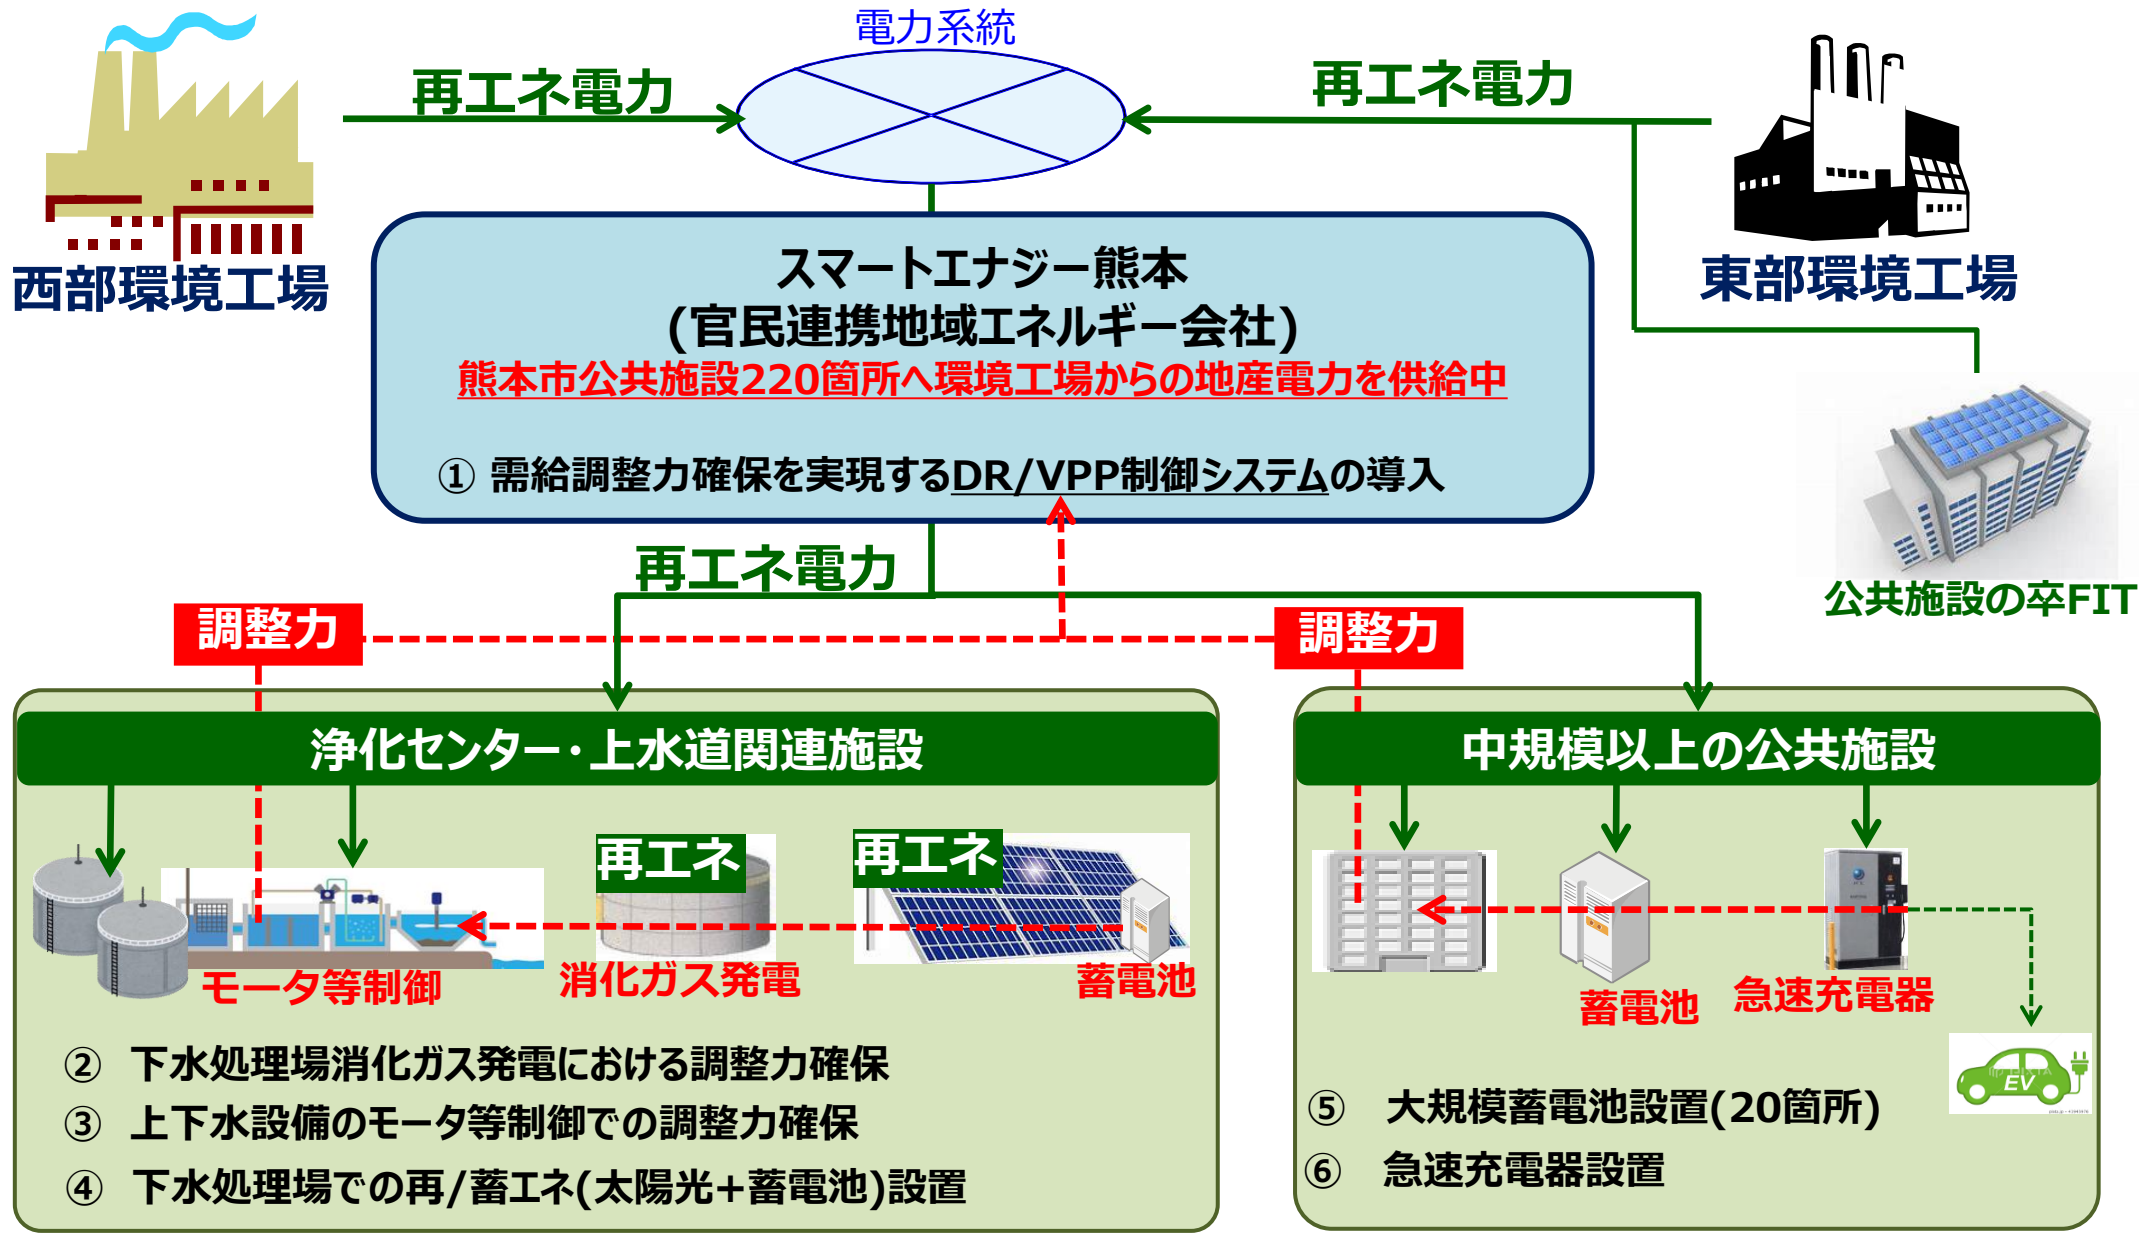 電力系統
再エネ電力
再エネ電力
西部環境工場
東部環境工場
スマートエナジー熊本
(官民連携地域エネルギー会社)
熊本市公共施設220箇所へ環境工場からの地産電力を供給中
① 需給調整力確保を実現するDR/VPP制御システムの導入
公共施設の卒FIT
再エネ電力
調整力
調整力
浄化センター・上水道関連施設
中規模以上の公共施設
再エネ
再エネ
モータ等制御
消化ガス発電
蓄電池
蓄電池
急速充電器
EV
② 下水処理場消化ガス発電における調整力確保
③ 上下水設備のモータ等制御での調整力確保
④ 下水処理場での再/蓄エネ(太陽光+蓄電池)設置
⑤ 大規模蓄電池設置(20箇所)
⑥ 急速充電器設置